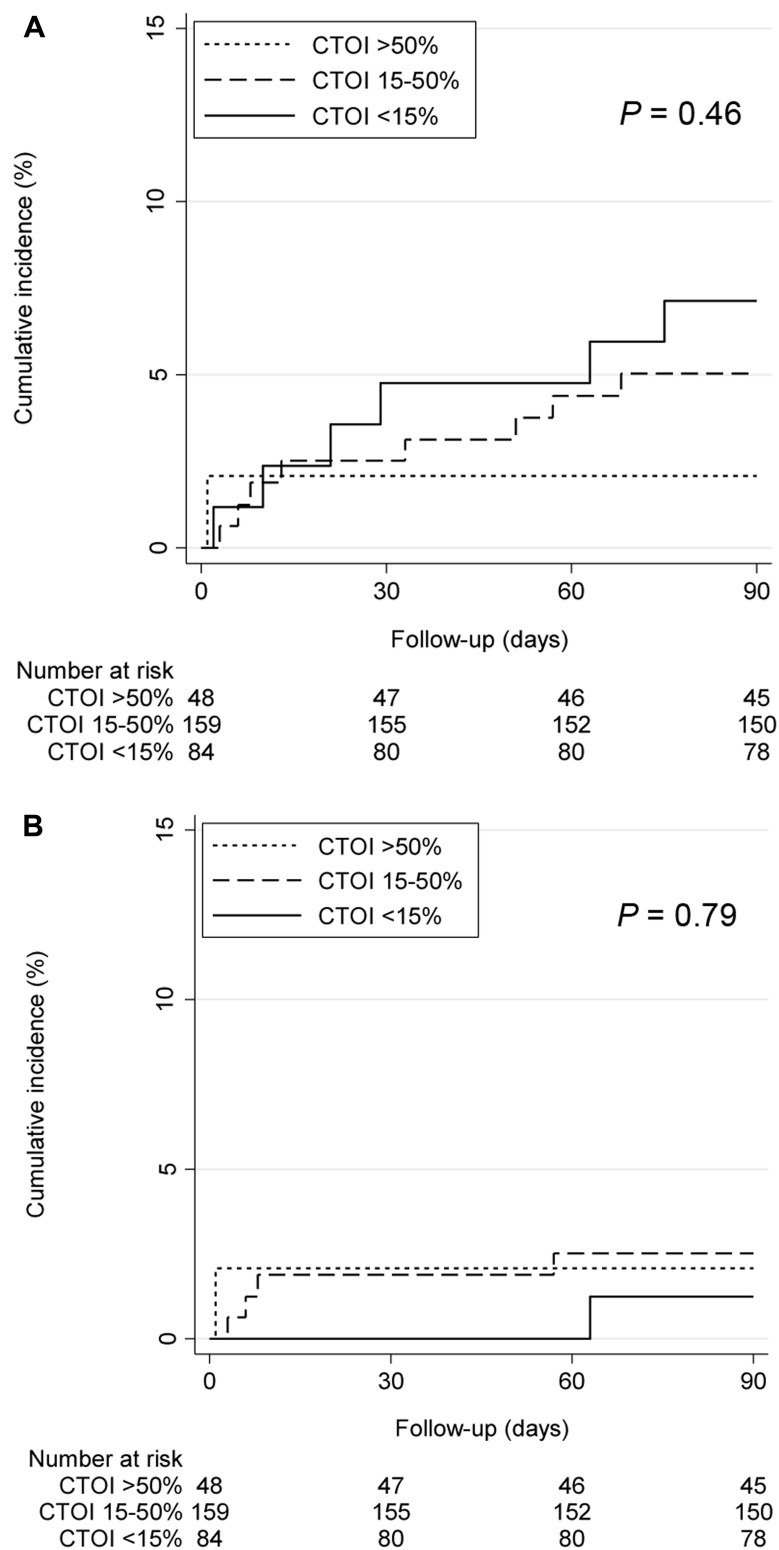 A
CTOI >50%
CTOI 15-50%
CTOI <15%
P = 0.46
Cumulative incidence (%)
15
10
5
0
0 30 60 90
Follow-up (days)
Number at risk
CTOI >50% 48 47 46 45
CTOI 15-50% 159 155 152 150
CTOI <15% 84 80 80 78
B
CTOI >50%
CTOI 15-50%
CTOI <15%
P = 0.79
Cumulative incidence (%)
15
10
5
0
0 30 60 90
Follow-up (days)
Number at risk
CTOI >50% 48 47 46 45
CTOI 15-50% 159 155 152 150
CTOI <15% 84 80 80 78